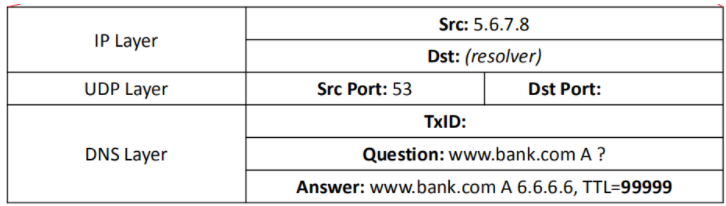 IP Layer
Src: 5.6.7.8
Dst: (resolver)
UDP Layer
Src Port: 53
Dst Port:
DNS Layer
TxID:
Question: www.bank.com A ?
Answer: www.bank.com A 6.6.6.6, TTL=99999